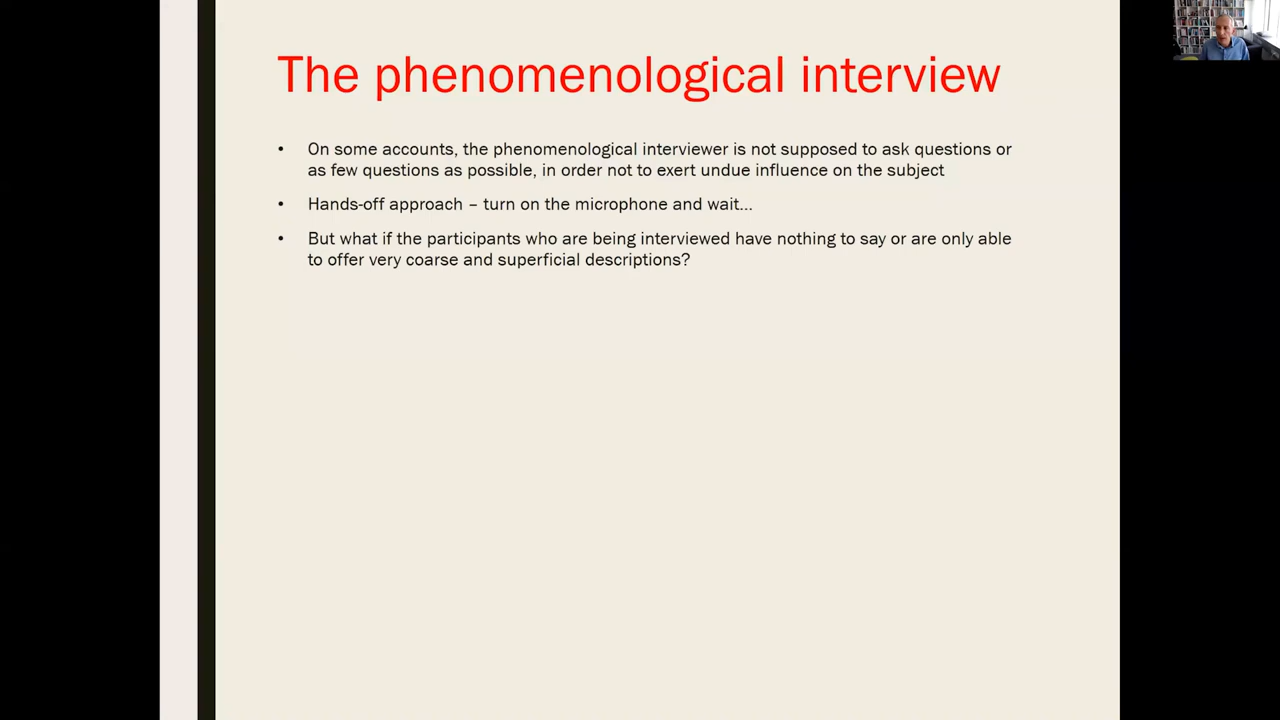 The phenomenological interview
• On some accounts, the phenomenological interviewer is not supposed to ask questions or
as few questions as possible, in order not to exert undue influence on the subject
• Hands-off approach – turn on the microphone and wait...
• But what if the participants who are being interviewed have nothing to say or are only able
to offer very coarse and superficial descriptions?